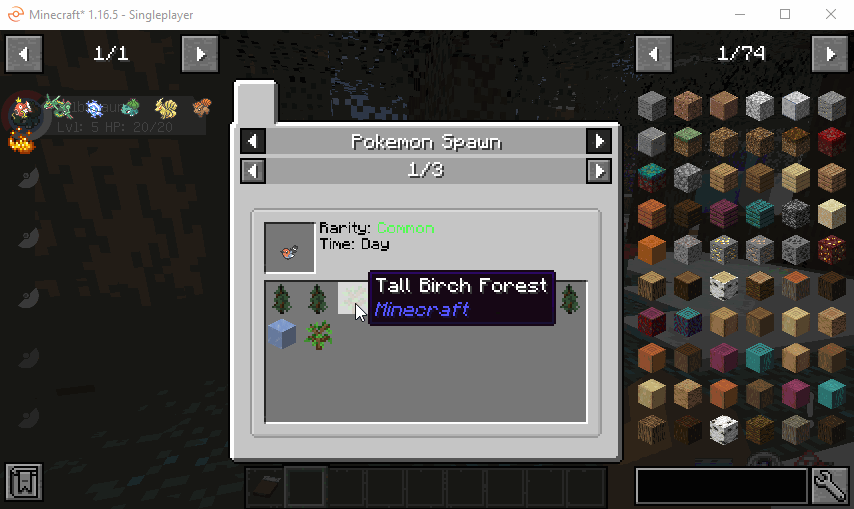 Minecraft* 1.16.5 - Singleplayer
1/1
1/74
Lvl: 5 HP: 20/20
Pokemon Spawn
1/3
Rarity: Common
Time: Day
Tall Birch Forest
Minecraft